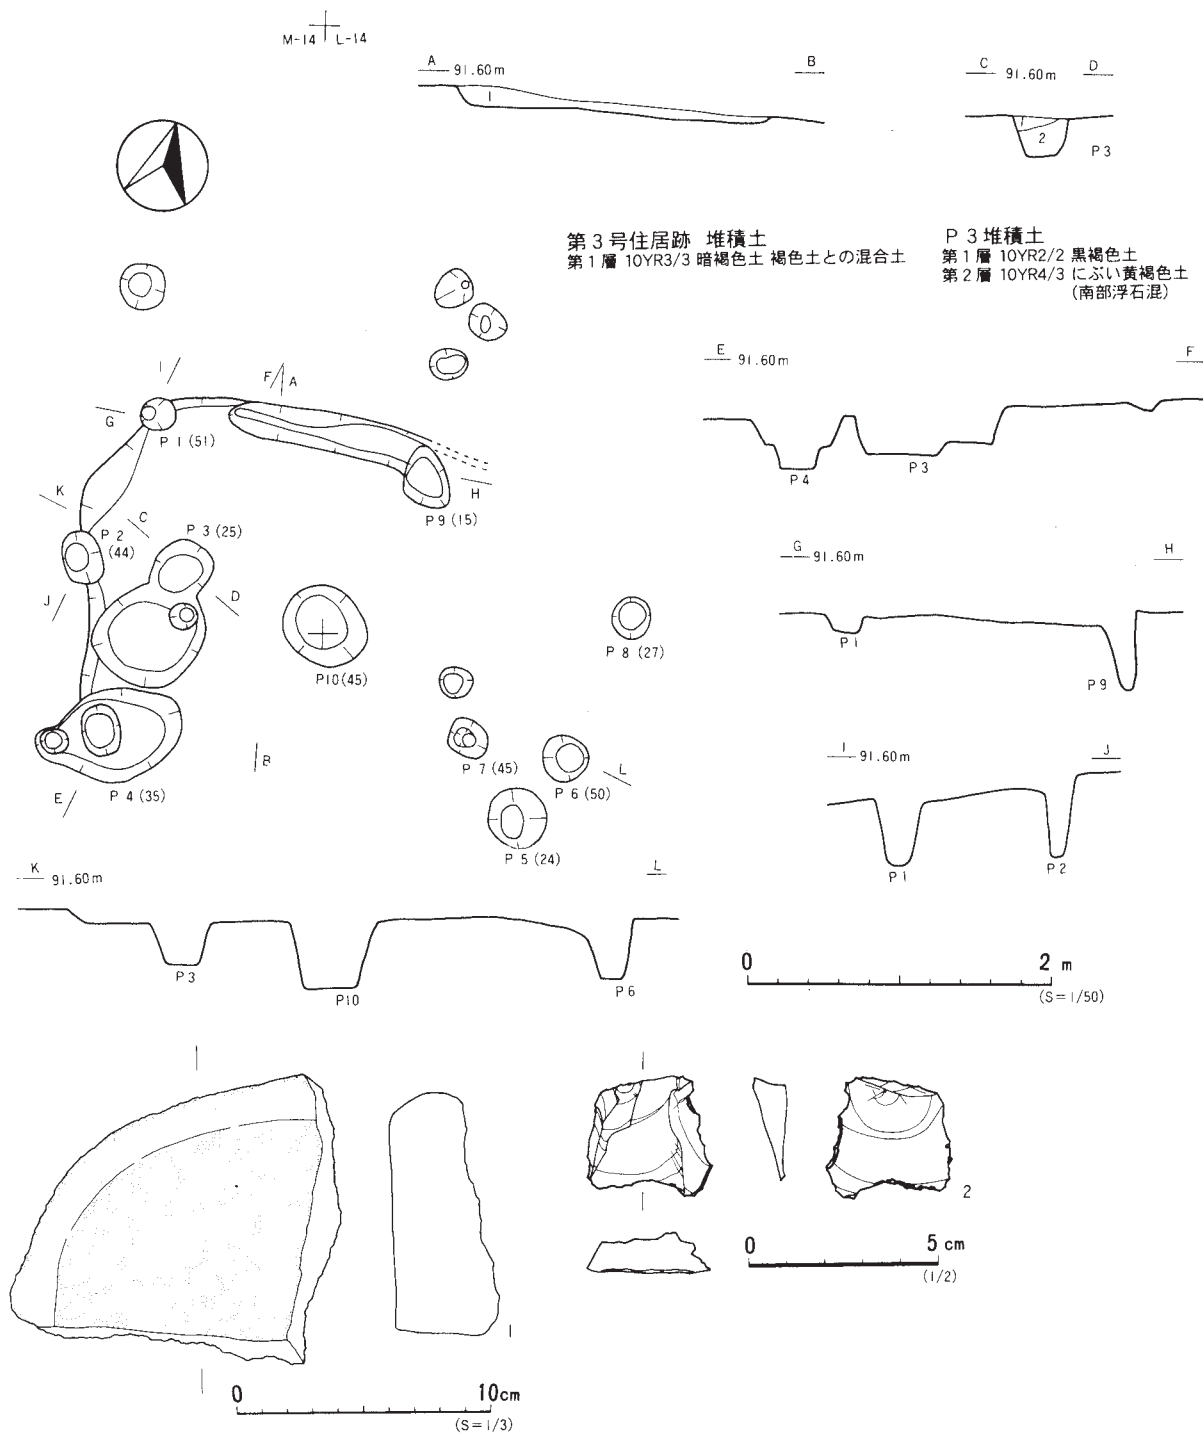 M-14 L-14
A 91.60m B
C 91.60m D
1
1
2
P3
第3号住居跡 堆積土
第1層 10YR3/3 暗褐色土 褐色土との混合土
P3堆積土
第1層 10YR2/2 黒褐色土
第2層 10YR4/3 にぶい黄褐色土
(南部浮石混)
E 91.60m F
P4 P3
I
F A
G
P1(51)
K
H
P9(15)
C
P3(25)
P2
(44)
J
D
P10(45)
P8(27)
G 91.60m H
P1
P9
B
P7(45)
L
P6(50)
E
P4(35)
P5(24)
I 91.60m J
P1 P2
K 91.60m L
P3
P10
P6
0 2 m
(S=1/50)
1
2
0 5 cm
(1/2)
0 10cm
(S=1/3)